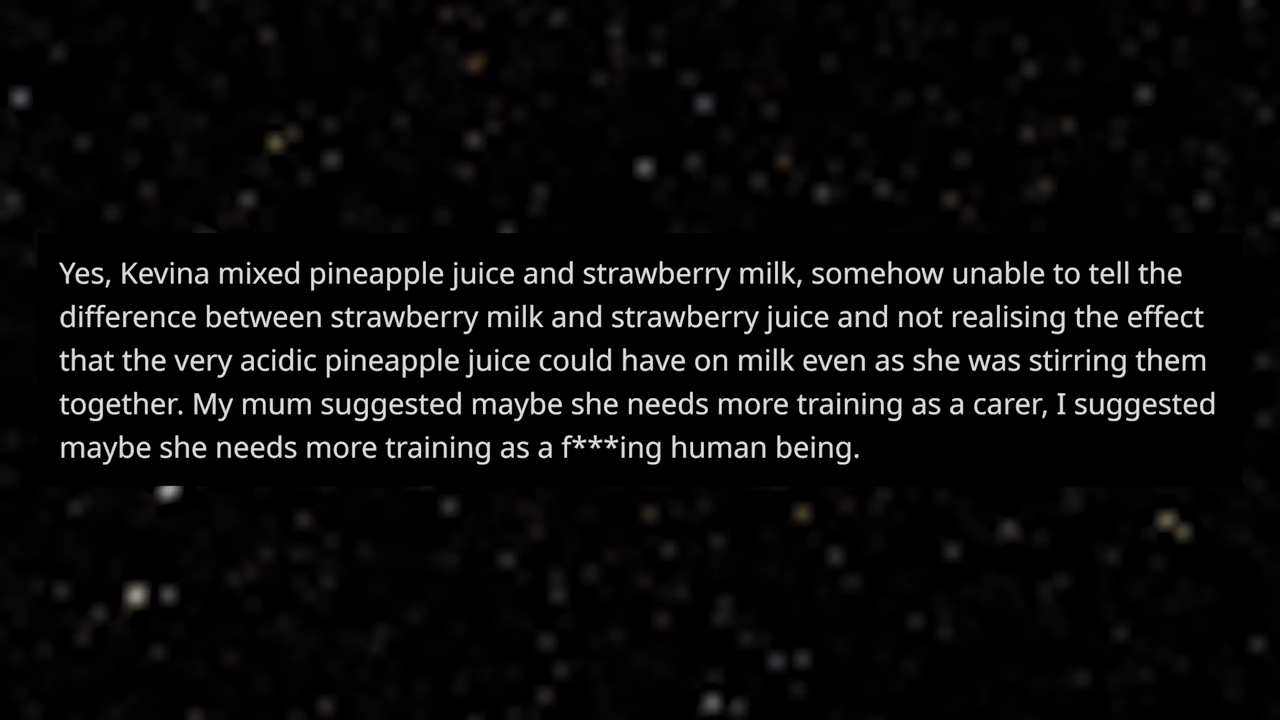 Yes, Kevina mixed pineapple juice and strawberry milk, somehow unable to tell the
difference between strawberry milk and strawberry juice and not realising the effect
that the very acidic pineapple juice could have on milk even as she was stirring them
together. My mum suggested maybe she needs more training as a carer, I suggested
maybe she needs more training as a f***ing human being.